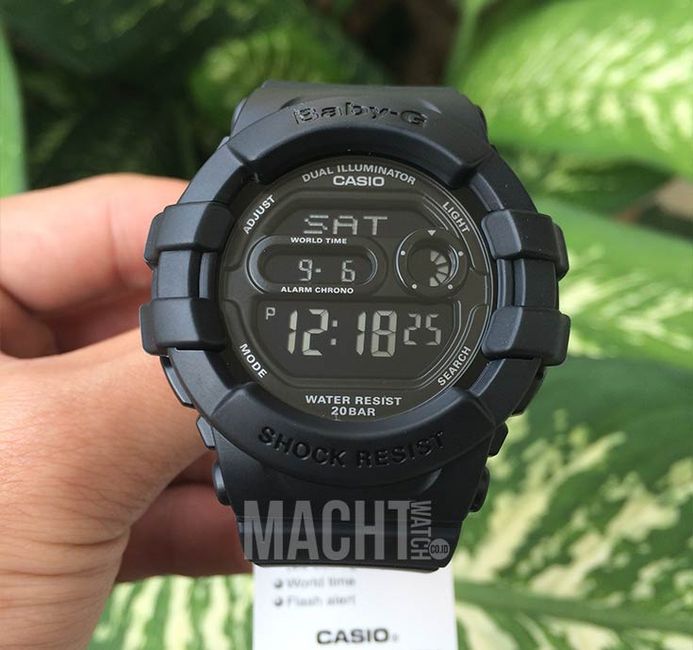 Baby-G
DUAL ILLUMINATOR
CASIO
ADJUST
LIGHT
SAT
WORLD TIME
9-6
ALARM CHRONO
P 12:18 25
MODE
SEARCH
WATER RESIST
20BAR
SHOCK RESIST
MACHT WATCH CO.ID
World time
Flash alert
CASIO